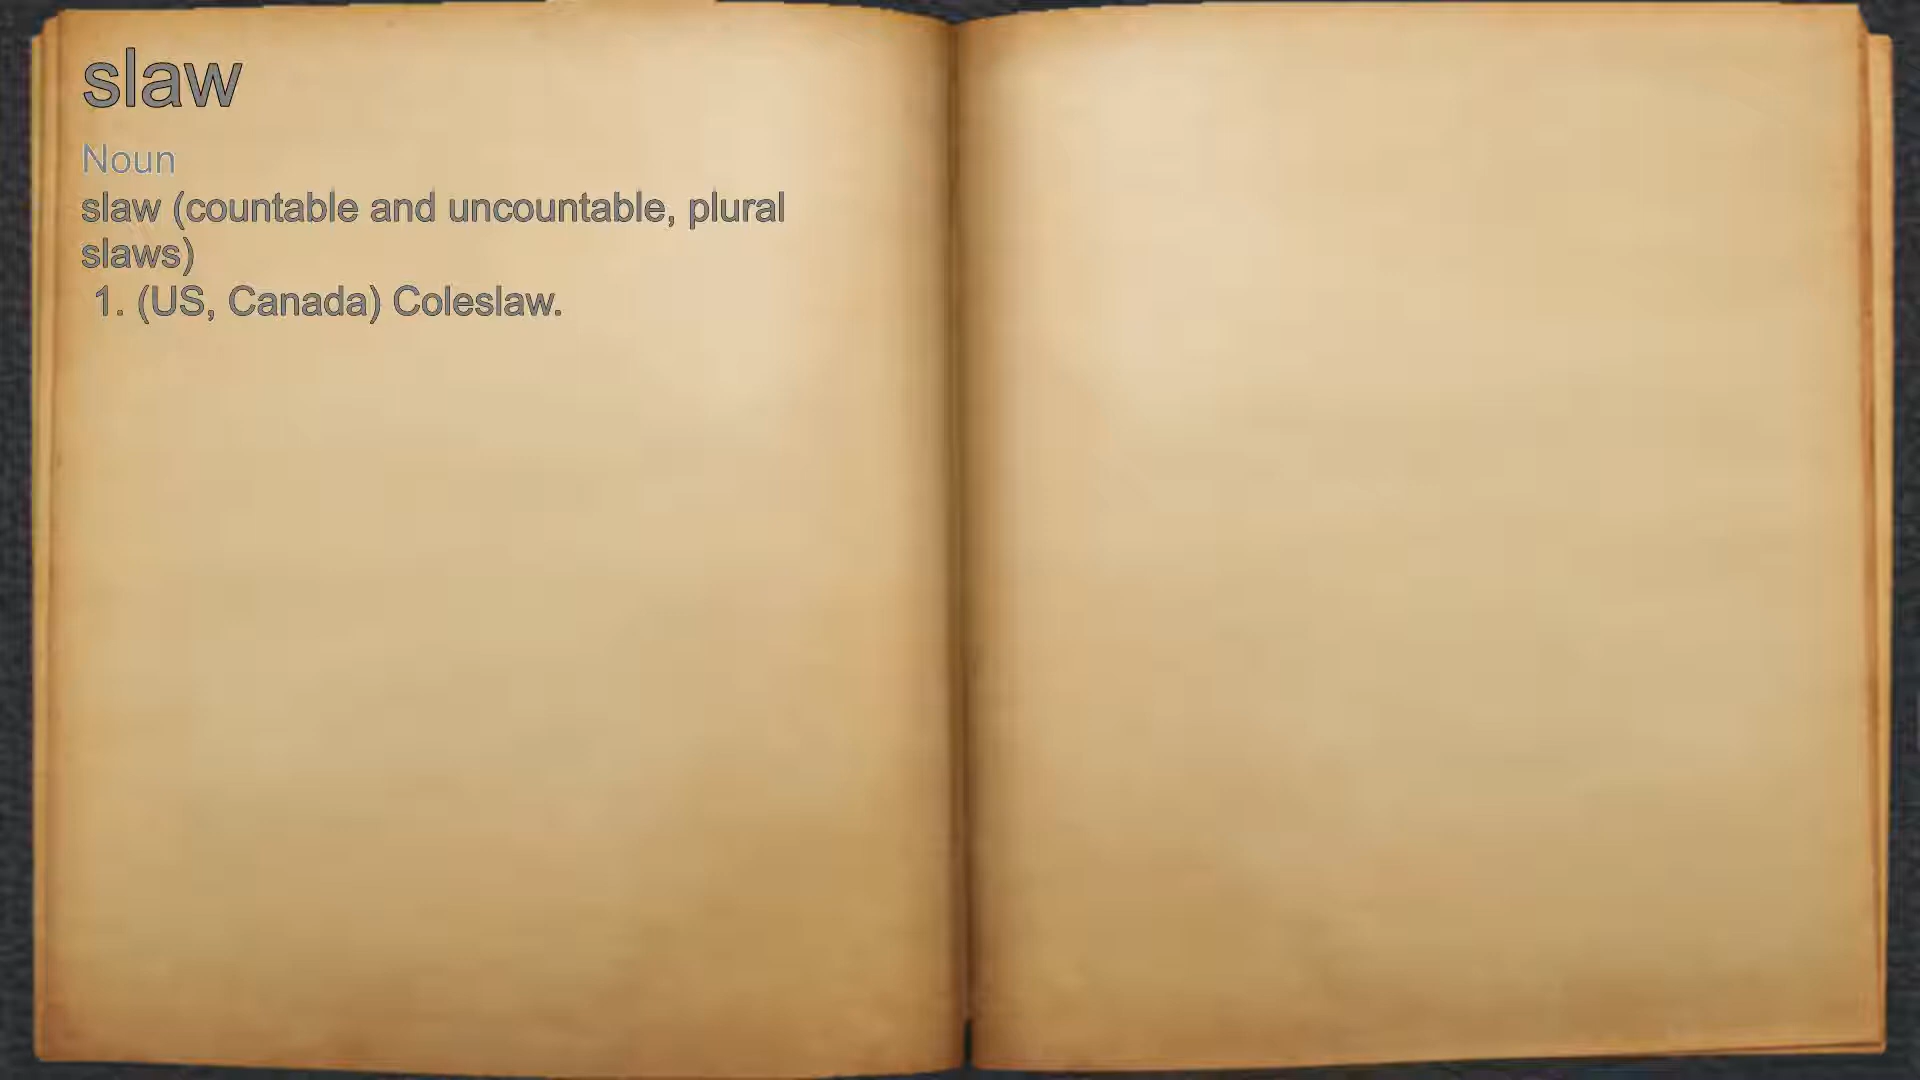 slaw
Noun
slaw (countable and uncountable, plural
slaws)
1. (US, Canada) Coleslaw.